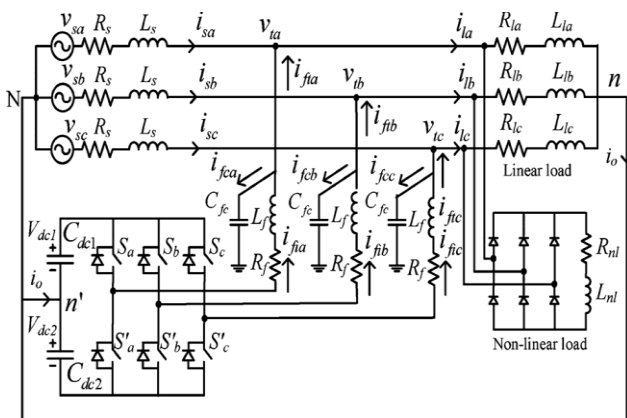 v_sa R_s L_s i_sa v_ta i_la R_la L_la
i_fta
v_sb R_s L_s i_sb v_tb i_lb R_lb L_lb n
N
i_ftb
v_sc R_s L_s i_sc v_tc i_lc R_lc L_lc i_o
Linear load
i_fca i_fcb i_fcc i_ftc
C_fc L_f C_fc L_f C_fc L_f
V_dc1 C_dc1 S_a S_b S_c R_f i_fia R_f i_fib R_f i_fic R_nl
+
-
i_o n' L_nl
V_dc2 C_dc2 S'_a S'_b S'_c
+
-
Non-linear load